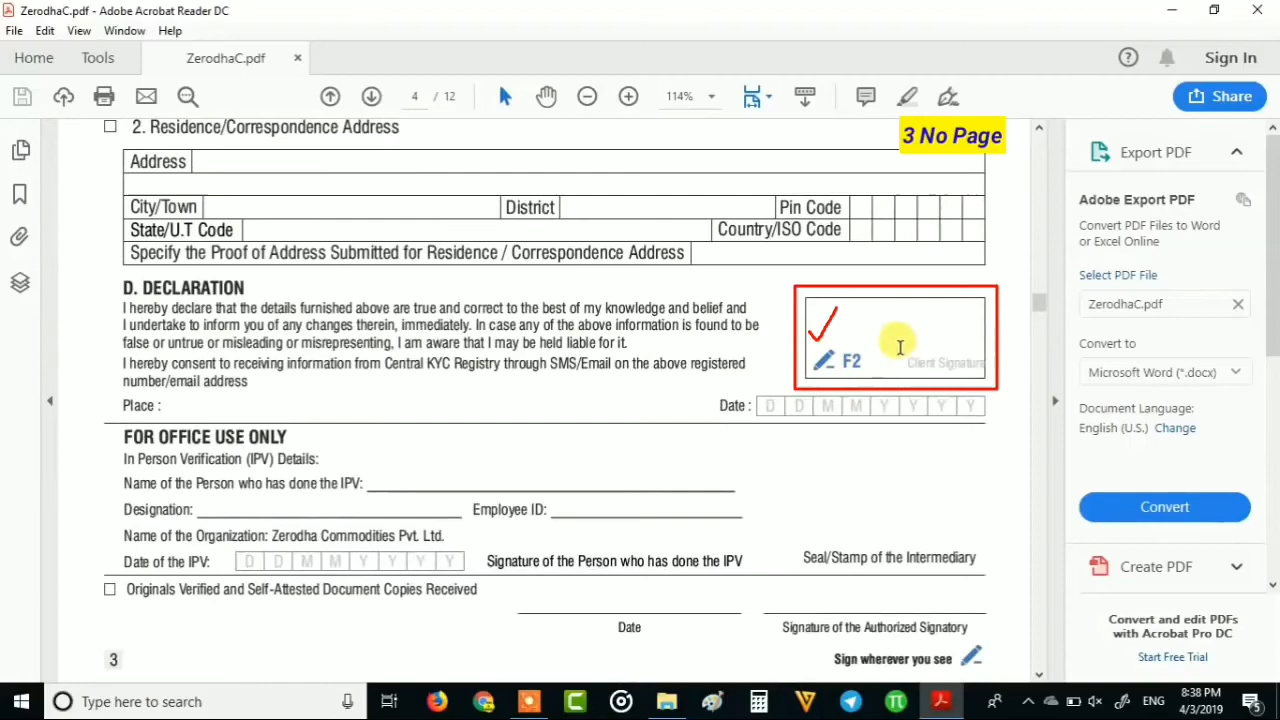 ZerodhaC.pdf - Adobe Acrobat Reader DC
File Edit View Window Help
Home Tools ZerodhaC.pdf Sign In
4 / 12 114% Share
2. Residence/Correspondence Address
3 No Page
Address
City/Town District Pin Code
State/U.T Code Country/ISO Code
Specify the Proof of Address Submitted for Residence / Correspondence Address
D. DECLARATION
I hereby declare that the details furnished above are true and correct to the best of my knowledge and belief and
I undertake to inform you of any changes therein, immediately. In case any of the above information is found to be
false or untrue or misleading or misrepresenting, I am aware that I may be held liable for it.
I hereby consent to receiving information from Central KYC Registry through SMS/Email on the above registered
number/email address
F2 Client Signature
Place : Date : D D M M Y Y Y Y
FOR OFFICE USE ONLY
In Person Verification (IPV) Details:
Name of the Person who has done the IPV:
Designation: Employee ID:
Name of the Organization: Zerodha Commodities Pvt. Ltd.
Date of the IPV: D D M M Y Y Y Y Signature of the Person who has done the IPV Seal/Stamp of the Intermediary
Originals Verified and Self-Attested Document Copies Received
Date Signature of the Authorized Signatory
3 Sign wherever you see
Export PDF
Adobe Export PDF
Convert PDF Files to Word
or Excel Online
Select PDF File
ZerodhaC.pdf
Convert to
Microsoft Word (*.docx)
Document Language:
English (U.S.) Change
Convert
Create PDF
Convert and edit PDFs
with Acrobat Pro DC
Start Free Trial
Type here to search
ENG
8:38 PM
4/3/2019
5